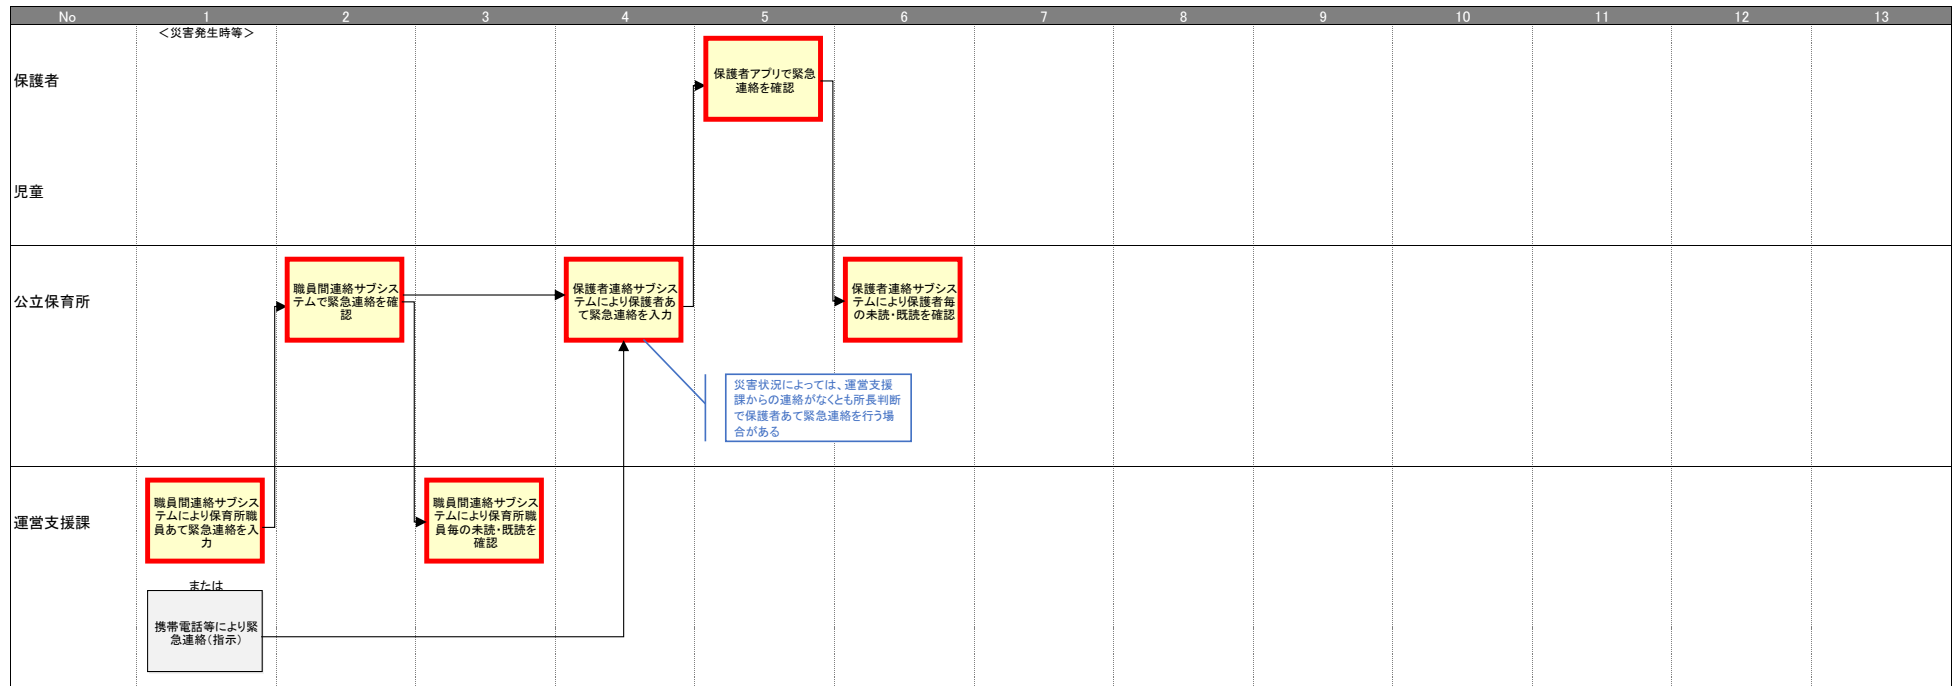 No 1 2 3 4 5 6 7 8 9 10 11 12 13
＜災害発生時等＞
保護者
保護者アプリで緊急
連絡を確認
児童
公立保育所
職員間連絡サブシス
テムで緊急連絡を確
認
保護者連絡サブシス
テムにより保護者あ
て緊急連絡を入力
保護者連絡サブシス
テムにより保護者毎
の未読・既読を確認
災害状況によっては、運営支援
課からの連絡がなくとも所長判断
で保護者あて緊急連絡を行う場
合がある
運営支援課
職員間連絡サブシス
テムにより保育所職
員あて緊急連絡を入
力
職員間連絡サブシス
テムにより保育所職
員毎の未読・既読を
確認
または
携帯電話等により緊
急連絡（指示）